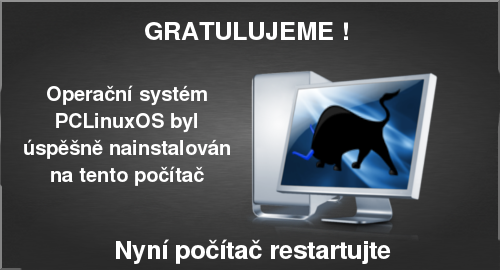 GRATULUJEME !
Operační systém
PCLinuxOS byl
úspěšně nainstalován
na tento počítač
Nyní počítač restartujte